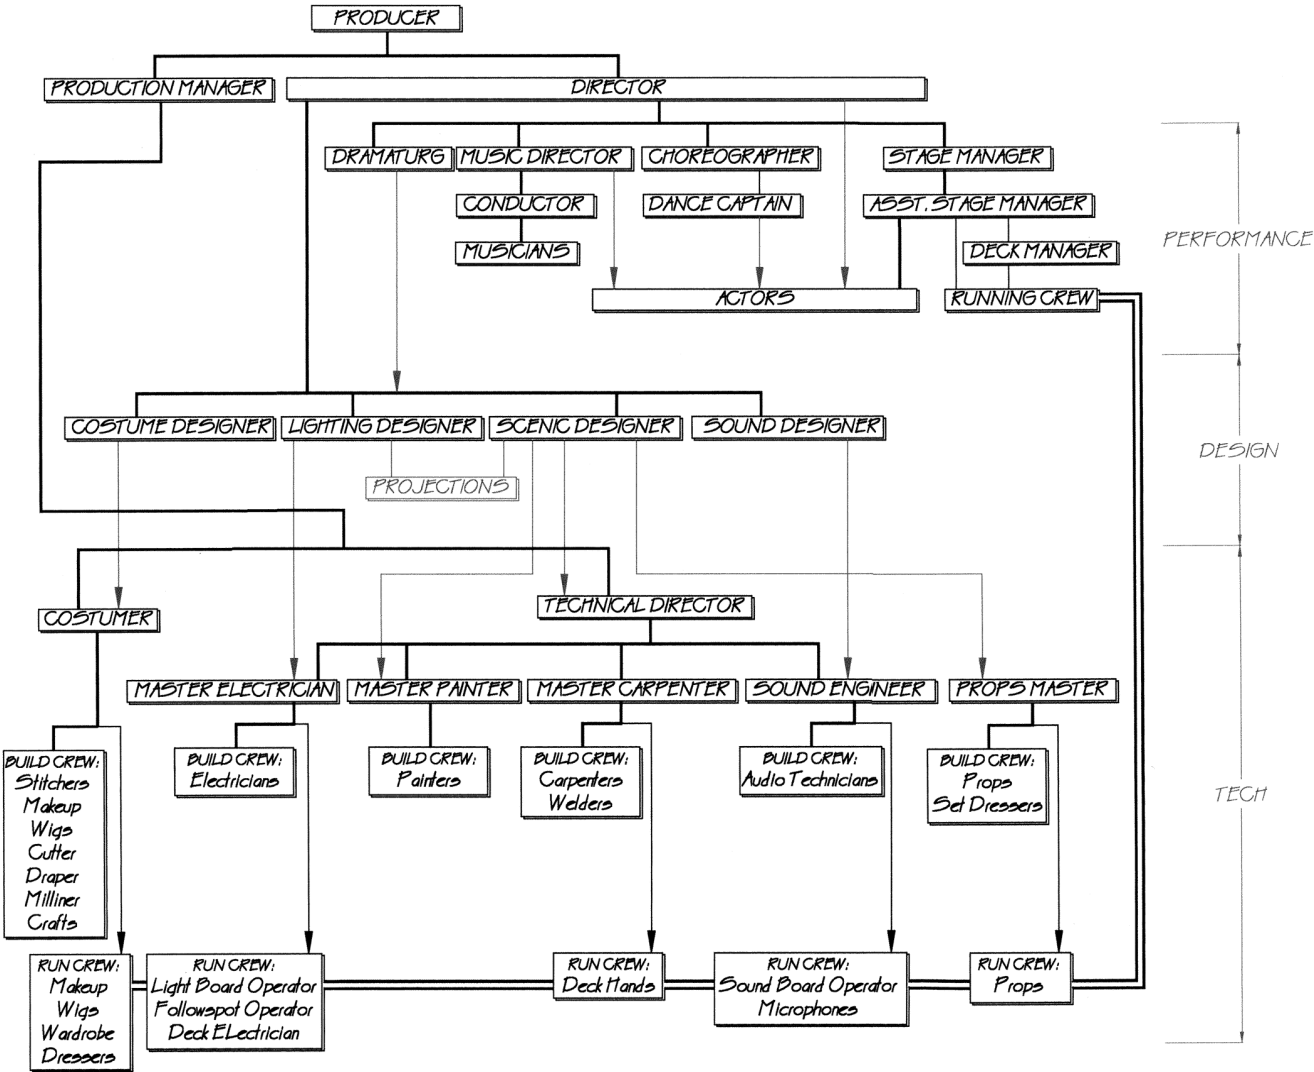 PRODUCER
PRODUCTION MANAGER
DIRECTOR
DRAMATURG
MUSIC DIRECTOR
CHOREOGRAPHER
STAGE MANAGER
CONDUCTOR
DANCE CAPTAIN
ASST. STAGE MANAGER
MUSICIANS
DECK MANAGER
PERFORMANCE
ACTORS
RUNNING CREW
COSTUME DESIGNER
LIGHTING DESIGNER
SCENIC DESIGNER
SOUND DESIGNER
DESIGN
PROJECTIONS
COSTUMER
TECHNICAL DIRECTOR
MASTER ELECTRICIAN
MASTER PAINTER
MASTER CARPENTER
SOUND ENGINEER
PROPS MASTER
BUILD CREW:
Stitchers
Makeup
Wigs
Cutter
Draper
Milliner
Crafts
BUILD CREW:
Electricians
BUILD CREW:
Painters
BUILD CREW:
Carpenters
Welders
BUILD CREW:
Audio Technicians
BUILD CREW:
Props
Set Dressers
TECH
RUN CREW:
Makeup
Wigs
Wardrobe
Dressers
RUN CREW:
Light Board Operator
Followspot Operator
Deck ELectrician
RUN CREW:
Deck Hands
RUN CREW:
Sound Board Operator
Microphones
RUN CREW:
Props